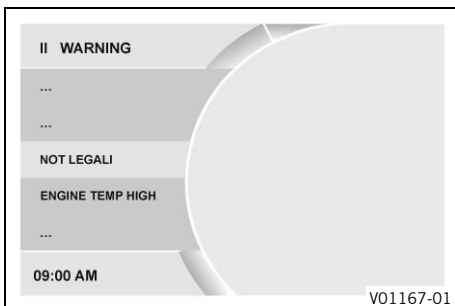 II WARNING
...
...
NOT LEGALI
ENGINE TEMP HIGH
...
09:00 AM
V01167-01